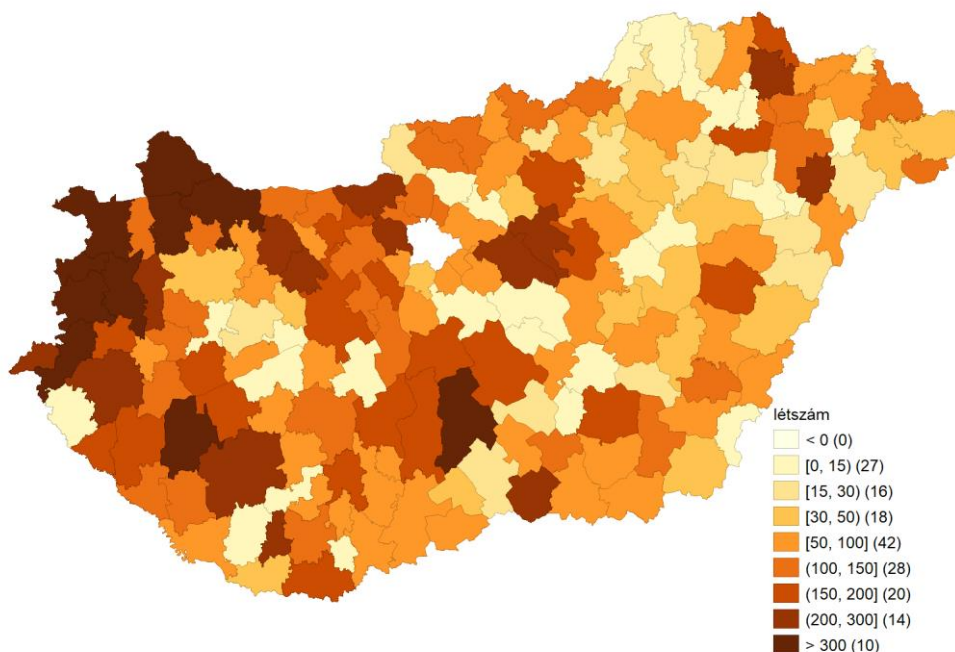 létszám
< 0 (0)
[0, 15) (27)
[15, 30) (16)
[30, 50) (18)
[50, 100] (42)
(100, 150] (28)
(150, 200] (20)
(200, 300] (14)
> 300 (10)